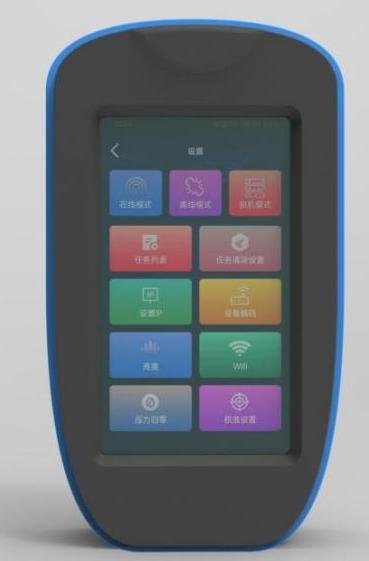 设置
在线模式
离线模式
脱机模式
任务列表
任务清除设置
IP
设置IP
设备编码
亮度
Wifi
压力归零
校准设置